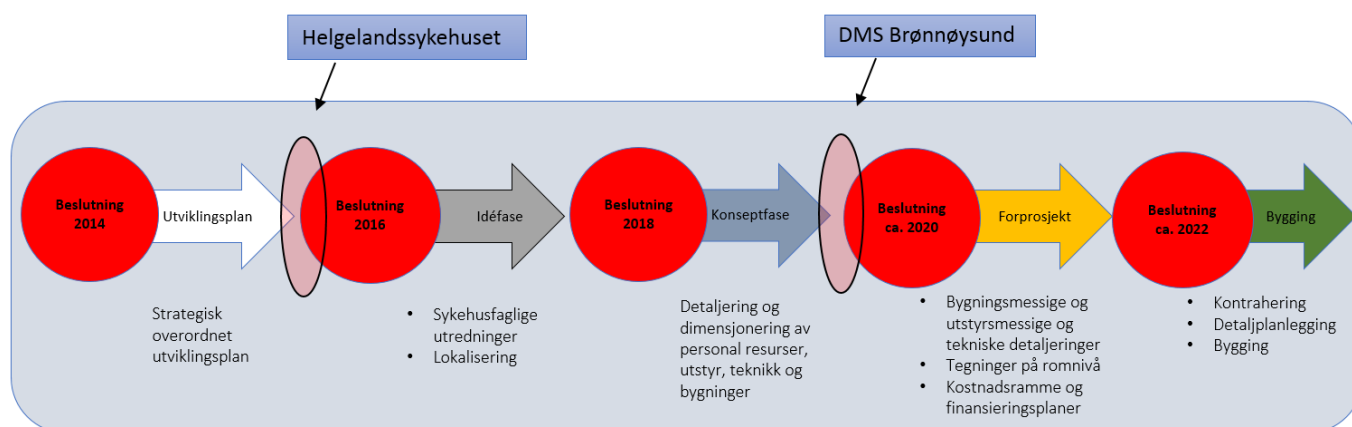 Helgelandssykehuset
DMS Brønnøysund
Beslutning
2014
Utviklingsplan
Beslutning
2016
Idéfase
Beslutning
2018
Konseptfase
Beslutning
ca. 2020
Forprosjekt
Beslutning
ca. 2022
Bygging
Strategisk
overordnet
utviklingsplan
• Sykehusfaglige
utredninger
• Lokalisering
Detaljering og
dimensjonering av
personal resurser,
utstyr, teknikk og
bygninger
• Bygningsmessige og
utstyrsmessige og
tekniske detaljeringer
• Tegninger på romnivå
• Kostnadsramme og
finansieringsplaner
• Kontrahering
• Detaljplanlegging
• Bygging